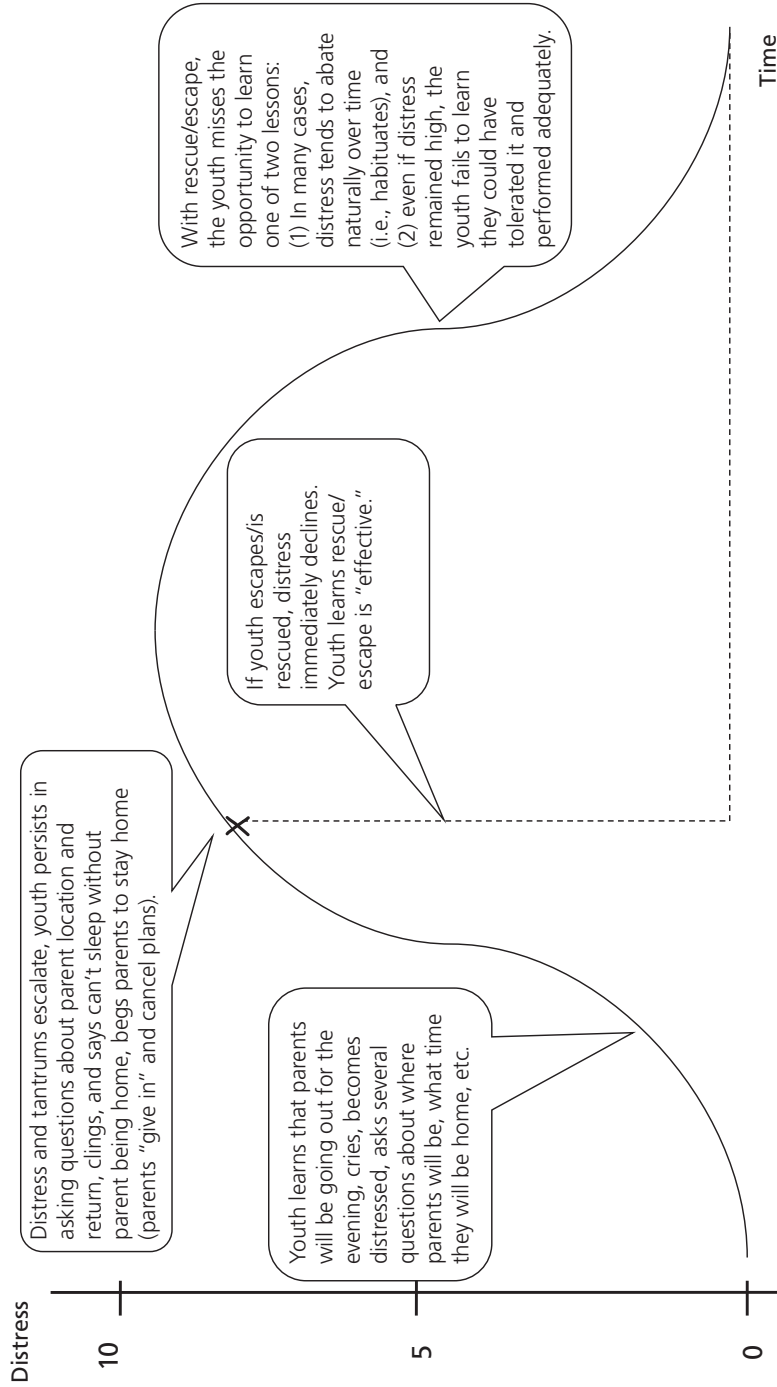 Distress
10
5
0
Distress and tantrums escalate, youth persists in
asking questions about parent location and
return, clings, and says can't sleep without
parent being home, begs parents to stay home
(parents "give in" and cancel plans).
Youth learns that parents
will be going out for the
evening, cries, becomes
distressed, asks several
questions about where
parents will be, what time
they will be home, etc.
If youth escapes/is
rescued, distress
immediately declines.
Youth learns rescue/
escape is "effective."
With rescue/escape,
the youth misses the
opportunity to learn
one of two lessons:
(1) In many cases,
distress tends to abate
naturally over time
(i.e., habituates), and
(2) even if distress
remained high, the
youth fails to learn
they could have
tolerated it and
performed adequately.
Time